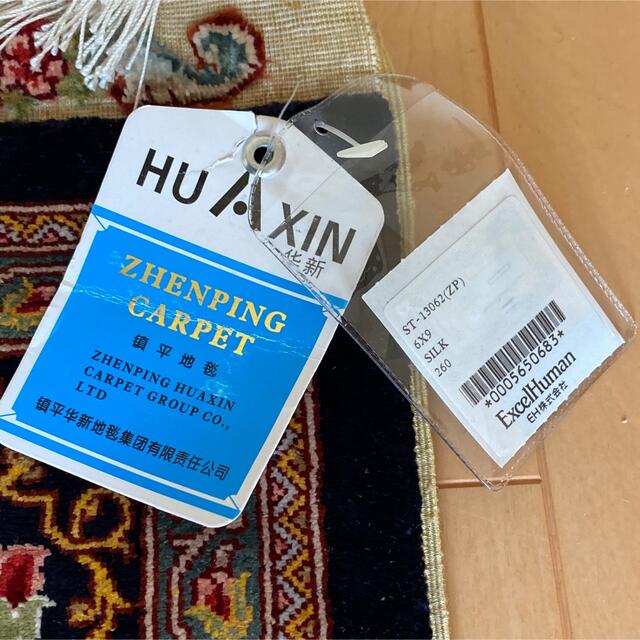 HUAXIN
华新
ZHENPING
CARPET
镇平地毯
ZHENPING HUAXIN
CARPET GROUP CO.,
LTD
镇平华新地毯集团有限责任公司
ST-13062(ZP)
6X9
SILK
260
*0005650683*
ExcelHuman
EH株式会社